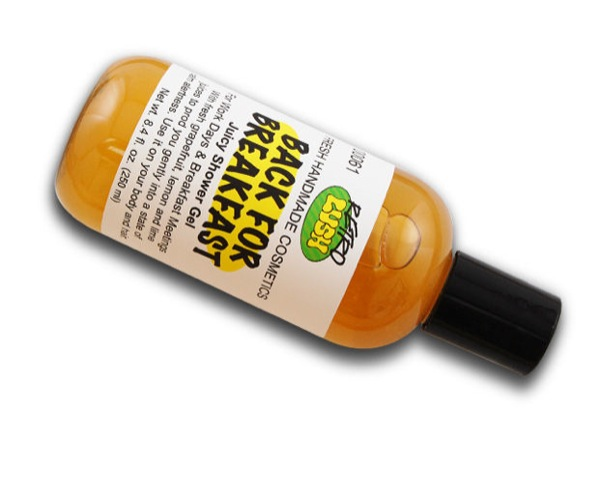 RETRO
LUSH
FRESH HANDMADE COSMETICS
BACK FOR
BREAKFAST
Juicy Shower Gel
For Work Days & Breakfast Meetings
With fresh grapefruit, lemon and lime
juices to prod you gently into a state of
alertness. Use it on your body and hair
Net wt. 8.4 fl. oz. (250 ml)